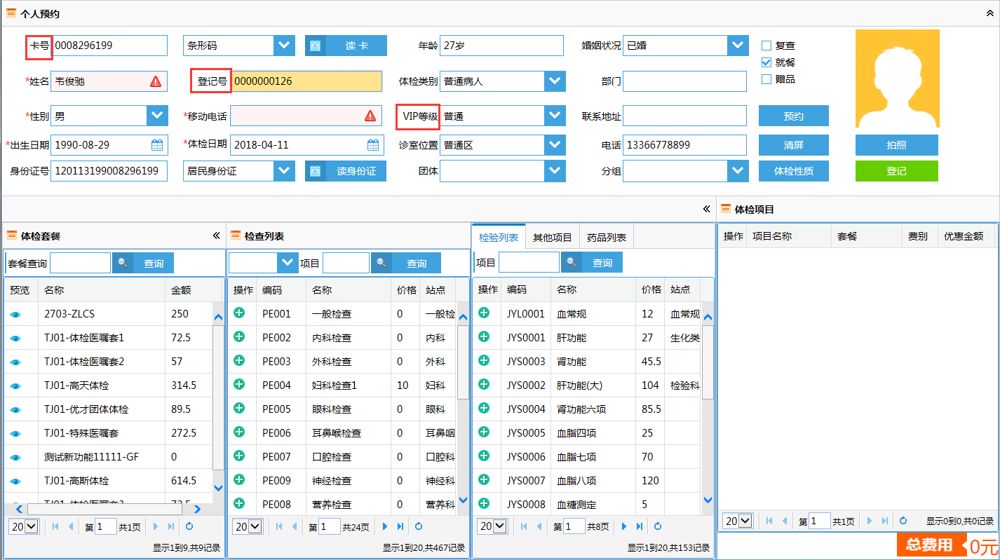 个人预约
卡号 0008296199 条形码 读 卡 年龄 27岁 婚姻状况 已婚 复查
就餐
*姓名 韦俊驰 登记号 0000000126 体检类别 普通病人 部门 赠品
*性别 男 *移动电话 VIP等级 普通 联系地址 预约
*出生日期 1990-08-29 *体检日期 2018-04-11 诊室位置 普通区 电话 13366778899 清屏 拍照
身份证号 120113199008296199 居民身份证 读身份证 团体 分组 体检性质 登记
体检套餐
套餐查询 查询
预览 名称 金额
2703-ZLCS 250
TJ01-体检医嘱套1 72.5
TJ01-体检医嘱套2 57
TJ01-高天体检 314.5
TJ01-优才团体体检 89.5
TJ01-特殊医嘱套 272.5
测试新功能11111-GF 0
TJ01-高斯体检 614.5
20 第 1 共1页
显示1到9,共9记录
检查列表
项目 查询
操作 编码 名称 价格 站点
PE001 一般检查 0 一般检
PE002 内科检查 0 内科
PE003 外科检查 0 外科
PE004 妇科检查1 10 妇科
PE005 眼科检查 0 眼科
PE006 耳鼻喉检查 0 耳鼻咽
PE007 口腔检查 0 口腔科
PE009 神经检查 0 神经科
PE008 营养检查 0 营养科
20 第 1 共24页
显示1到20,共467记录
检验列表 其他项目 药品列表
项目 查询
操作 编码 名称 价格 站点
JYL0001 血常规 12 血常规
JYS0001 肝功能 27 生化类
JYS0003 肾功能 45.5
JYS0002 肝功能(大) 104 检验科
JYS0004 肾功能六项 85.5
JYS0005 血脂四项 25
JYS0006 血脂七项 70
JYS0007 血脂八项 120
JYS0008 血糖测定 5
20 第 1 共8页
显示1到20,共153记录
体检项目
操作 项目名称 套餐 费别 优惠金额
20 第 1 共1页 显示0到0,共0记录
总费用 0元